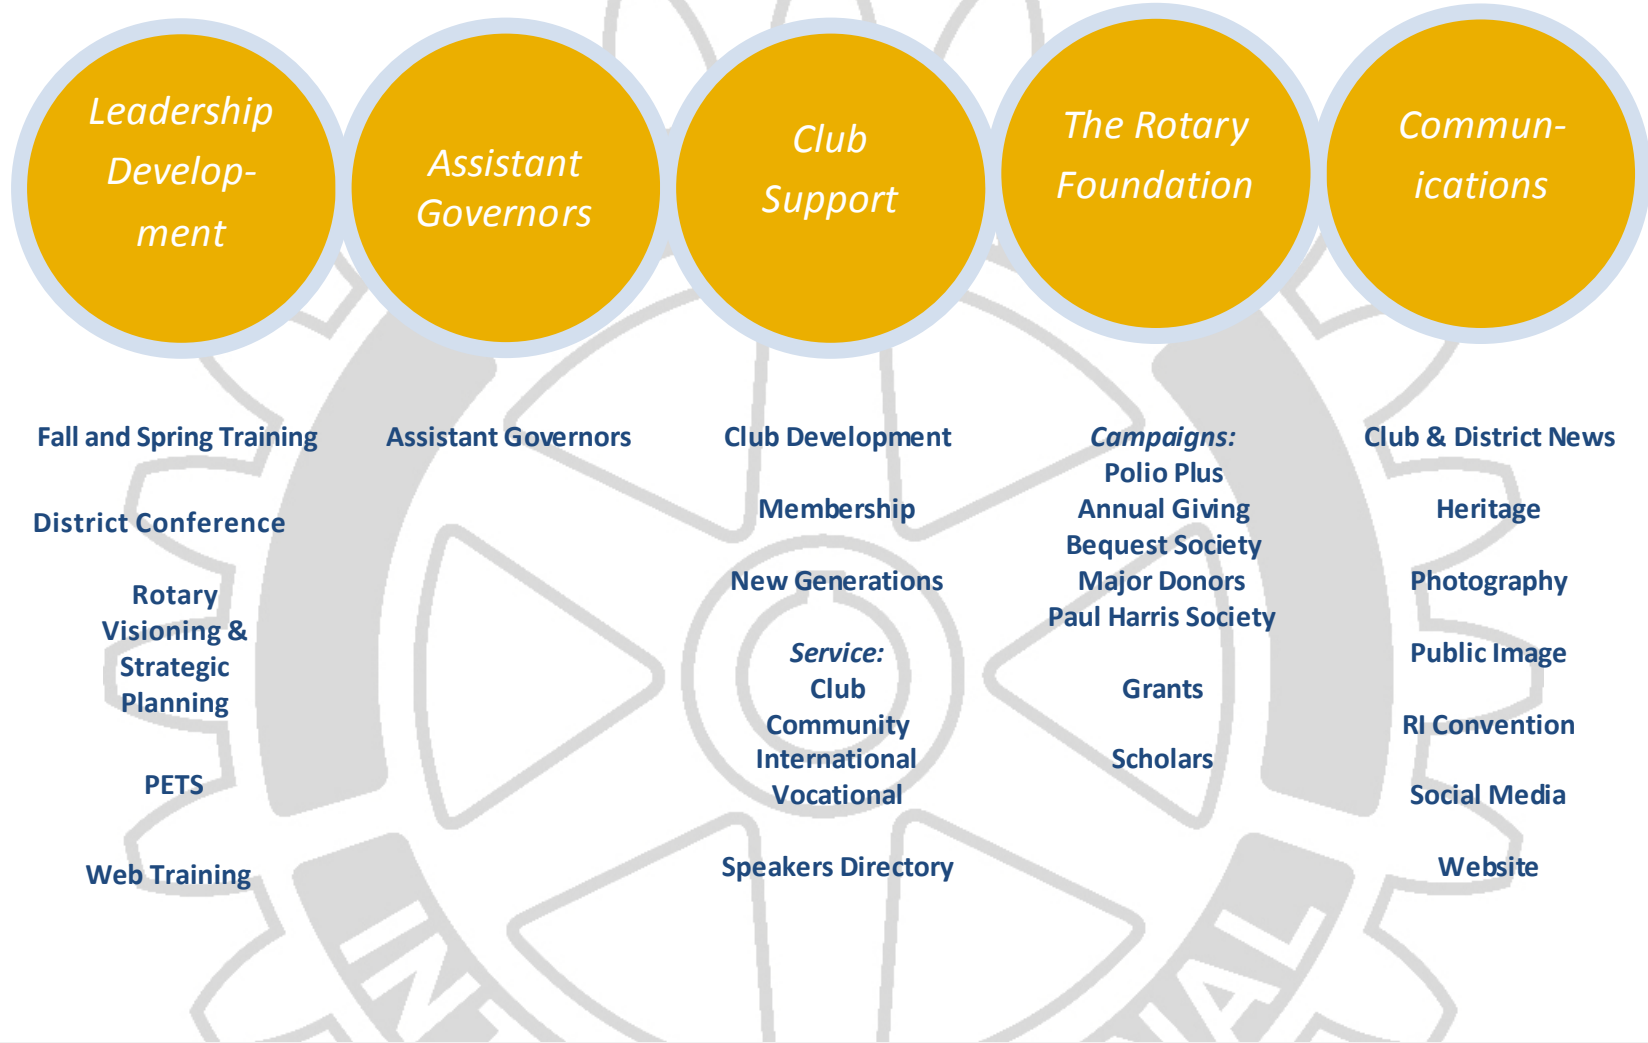 Leadership
Develop-
ment
Assistant
Governors
Club
Support
The Rotary
Foundation
Commun-
ications
Fall and Spring Training
District Conference
Rotary
Visioning &
Strategic
Planning
PETS
Web Training
Assistant Governors
Club Development
Membership
New Generations
Service:
Club
Community
International
Vocational
Speakers Directory
Campaigns:
Polio Plus
Annual Giving
Bequest Society
Major Donors
Paul Harris Society
Grants
Scholars
Club & District News
Heritage
Photography
Public Image
RI Convention
Social Media
Website